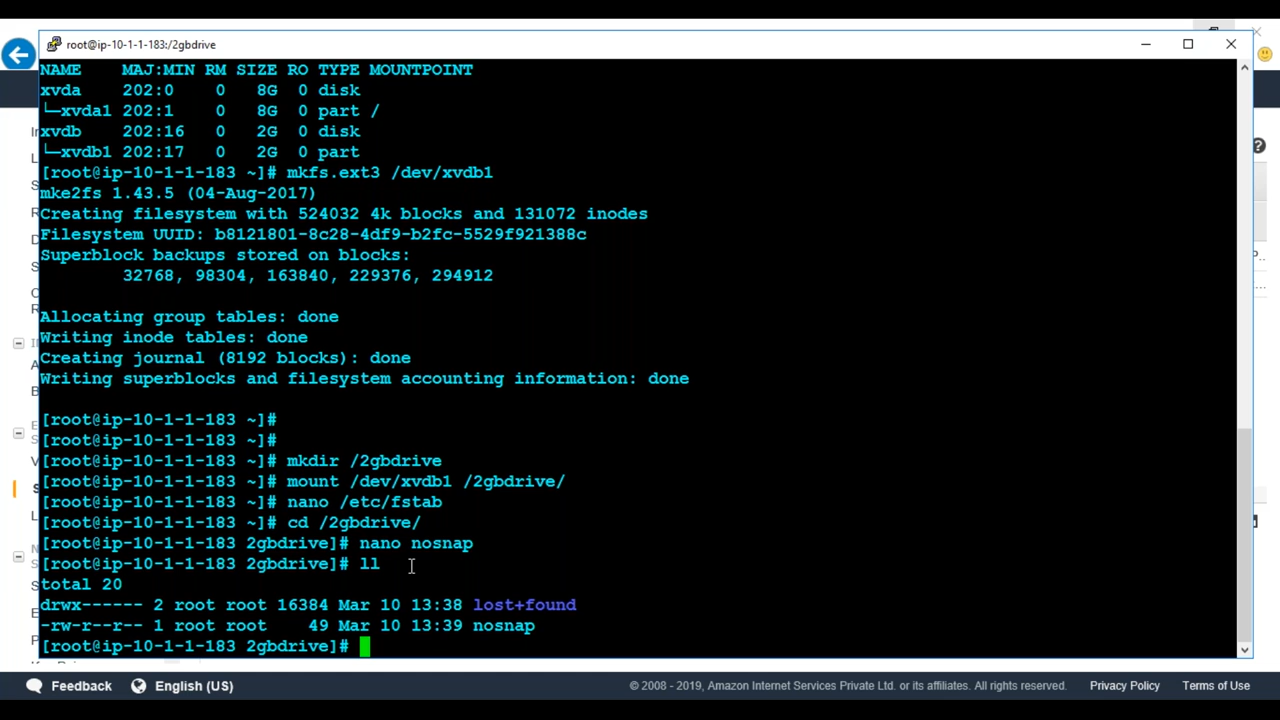 root@ip-10-1-1-183:/2gbdrive
NAME    MAJ:MIN RM SIZE RO TYPE MOUNTPOINT
xvda    202:0    0   8G  0 disk
└─xvda1 202:1    0   8G  0 part /
xvdb    202:16   0   2G  0 disk
└─xvdb1 202:17   0   2G  0 part
[root@ip-10-1-1-183 ~]# mkfs.ext3 /dev/xvdb1
mke2fs 1.43.5 (04-Aug-2017)
Creating filesystem with 524032 4k blocks and 131072 inodes
Filesystem UUID: b8121801-8c28-4df9-b2fc-5529f921388c
Superblock backups stored on blocks:
        32768, 98304, 163840, 229376, 294912
Allocating group tables: done
Writing inode tables: done
Creating journal (8192 blocks): done
Writing superblocks and filesystem accounting information: done
[root@ip-10-1-1-183 ~]#
[root@ip-10-1-1-183 ~]#
[root@ip-10-1-1-183 ~]# mkdir /2gbdrive
[root@ip-10-1-1-183 ~]# mount /dev/xvdb1 /2gbdrive/
[root@ip-10-1-1-183 ~]# nano /etc/fstab
[root@ip-10-1-1-183 ~]# cd /2gbdrive/
[root@ip-10-1-1-183 2gbdrive]# nano nosnap
[root@ip-10-1-1-183 2gbdrive]# ll
total 20
drwx------ 2 root root 16384 Mar 10 13:38 lost+found
-rw-r--r-- 1 root root    49 Mar 10 13:39 nosnap
[root@ip-10-1-1-183 2gbdrive]#
Feedback English (US) © 2008 - 2019, Amazon Internet Services Private Ltd. or its affiliates. All rights reserved. Privacy Policy Terms of Use